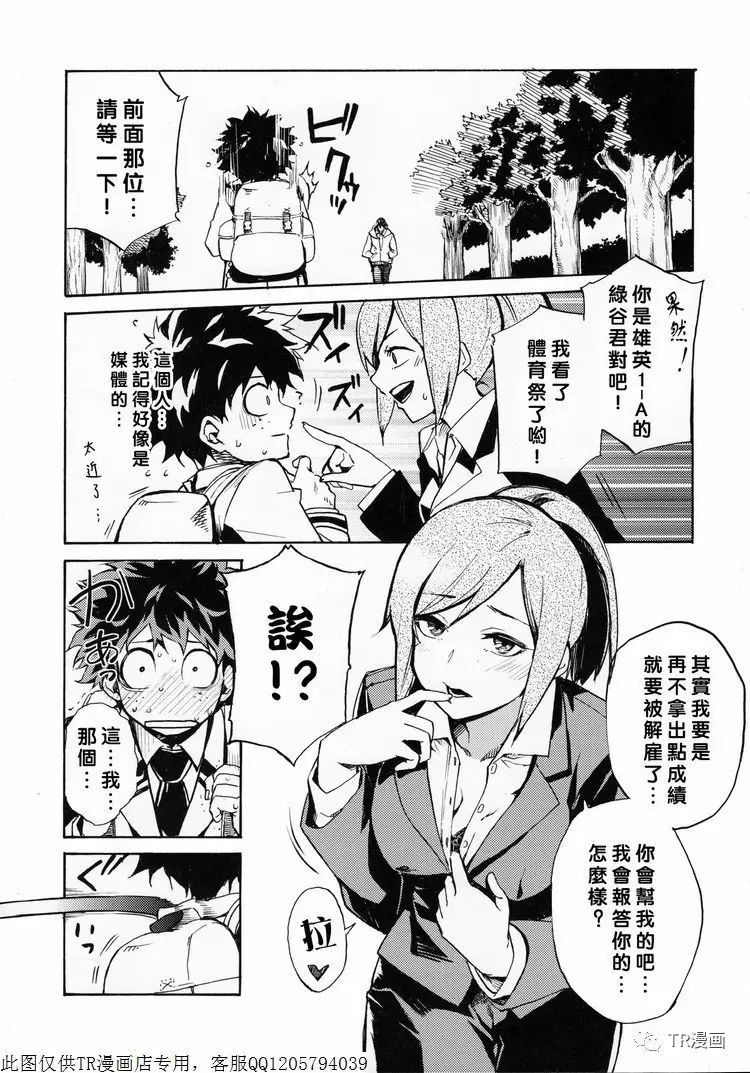 前面那位…
請等一下！
ビクッ
果然！
你是雄英1-A的
綠谷君對吧！
我看了
體育祭了喲！
ズイズイ
這個人…
我記得好像是
媒體的…
太近了…
其實我要是
再不拿出點成績
就要被解雇了…
你會幫我的吧…
我會報答你的…
怎麼樣？
誒!?
かあっ
這…我…
那個…
拉♥
ぐいっ
TR漫画
此图仅供TR漫画店专用，客服QQ1205794039